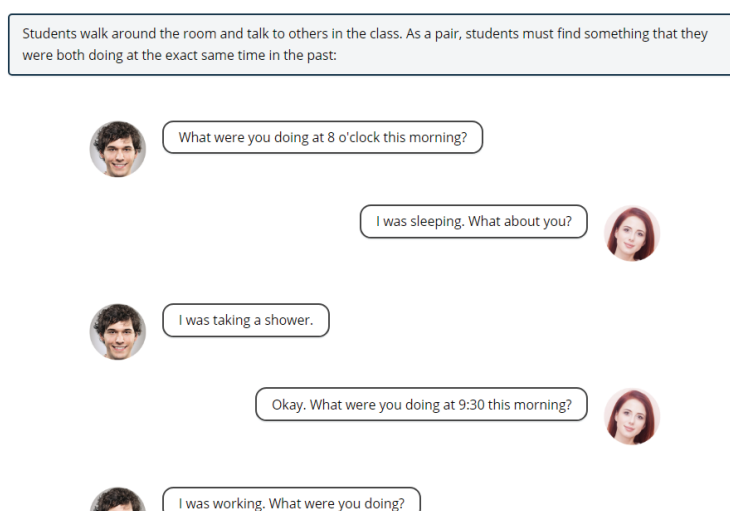 Students walk around the room and talk to others in the class. As a pair, students must find something that they
were both doing at the exact same time in the past:
What were you doing at 8 o'clock this morning?
I was sleeping. What about you?
I was taking a shower.
Okay. What were you doing at 9:30 this morning?
I was working. What were you doing?